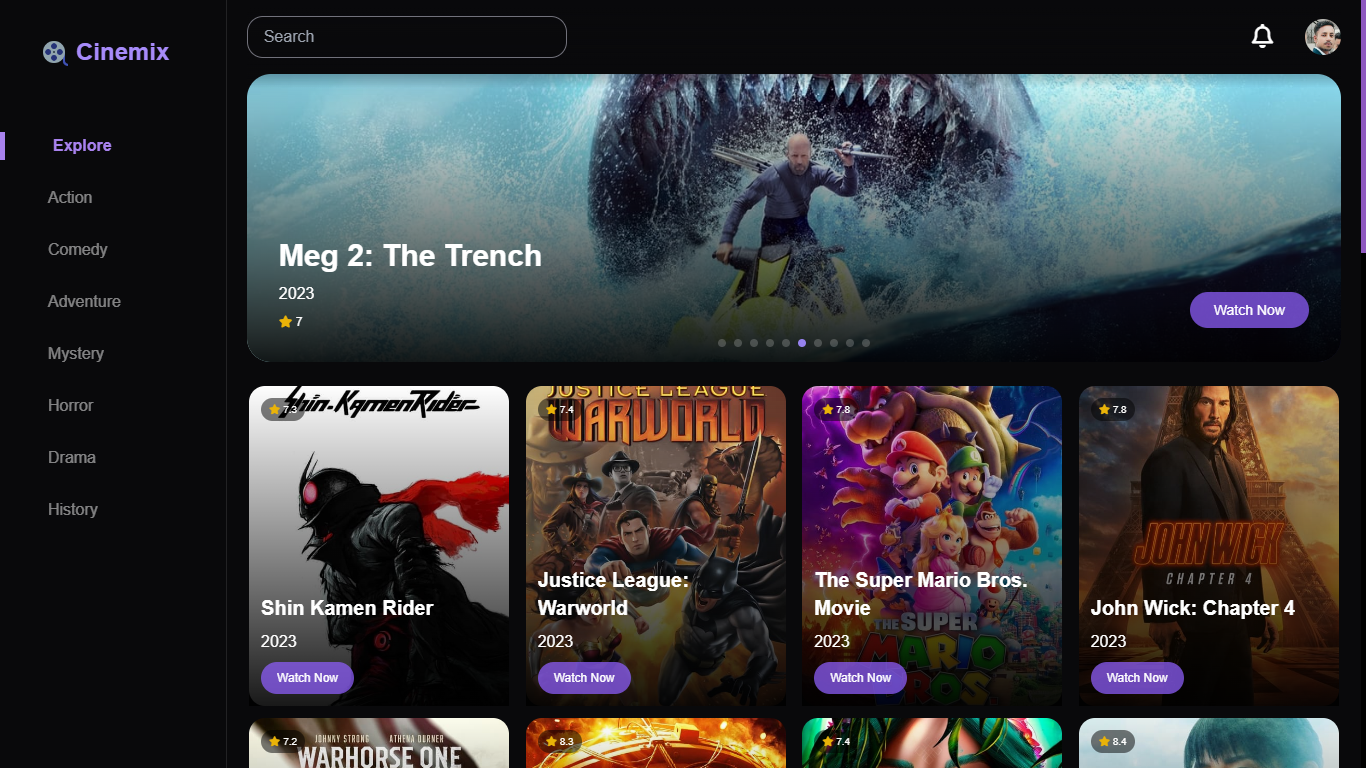 Cinemix
Search
Explore
Action
Comedy
Adventure
Mystery
Horror
Drama
History
Meg 2: The Trench
2023
7
Watch Now
7.3
Shin.KamenRider
Shin Kamen Rider
2023
Watch Now
JUSTICE LEAGUE
7.4
WARWORLD
Justice League:
Warworld
2023
Watch Now
7.8
The Super Mario Bros.
Movie
THE SUPER
2023
MARIO
BROS
Watch Now
7.8
JOHN WICK
CHAPTER 4
John Wick: Chapter 4
2023
Watch Now
7.2
JOHNNY STRONG ATHENA DURNER
WARHORSE ONE
8.3
7.4
8.4